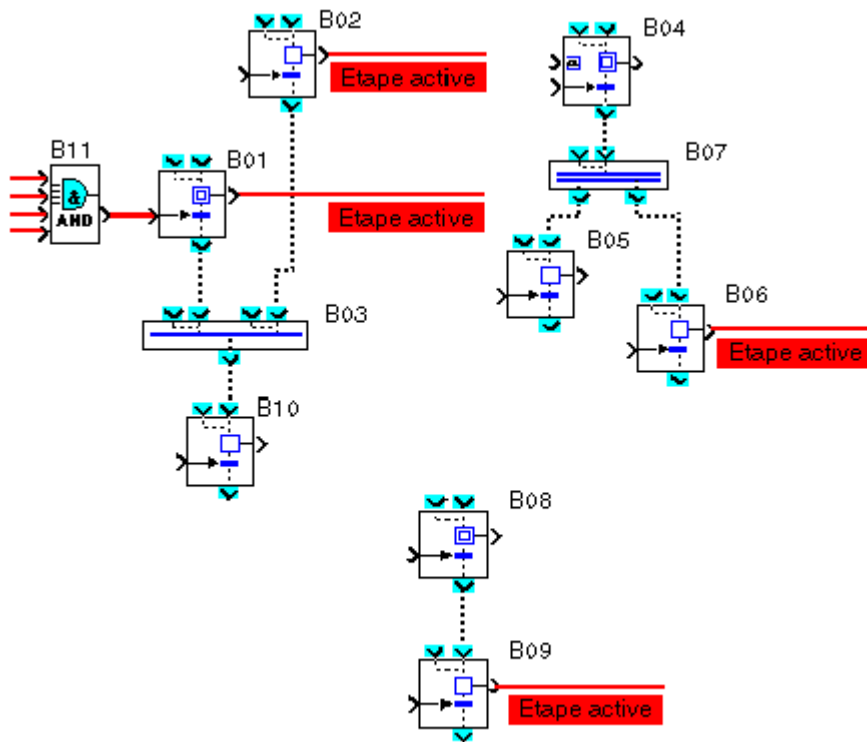 B02
B04
Etape active
B11
B01
B07
&
AND
Etape active
B05
B03
B06
Etape active
B10
B08
B09
Etape active